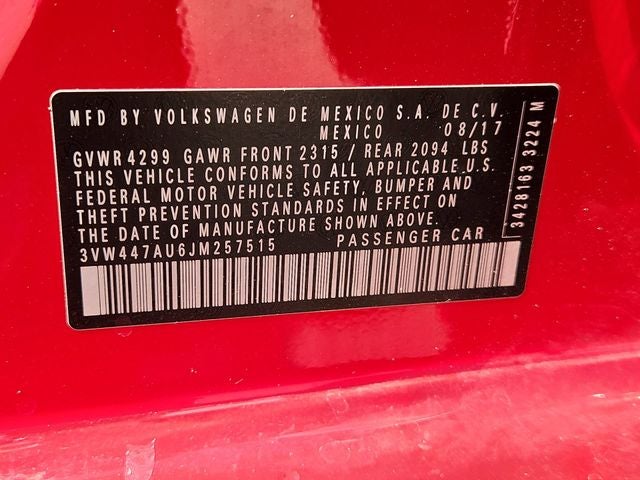 MFD BY VOLKSWAGEN DE MEXICO S.A. DE C.V.
MEXICO 08/17
GVWR 4299 GAWR FRONT 2315 / REAR 2094 LBS
THIS VEHICLE CONFORMS TO ALL APPLICABLE U.S.
FEDERAL MOTOR VEHICLE SAFETY, BUMPER AND
THEFT PREVENTION STANDARDS IN EFFECT ON
THE DATE OF MANUFACTURE SHOWN ABOVE.
3VW447AU6JM257515 PASSENGER CAR
3428163 3224 M